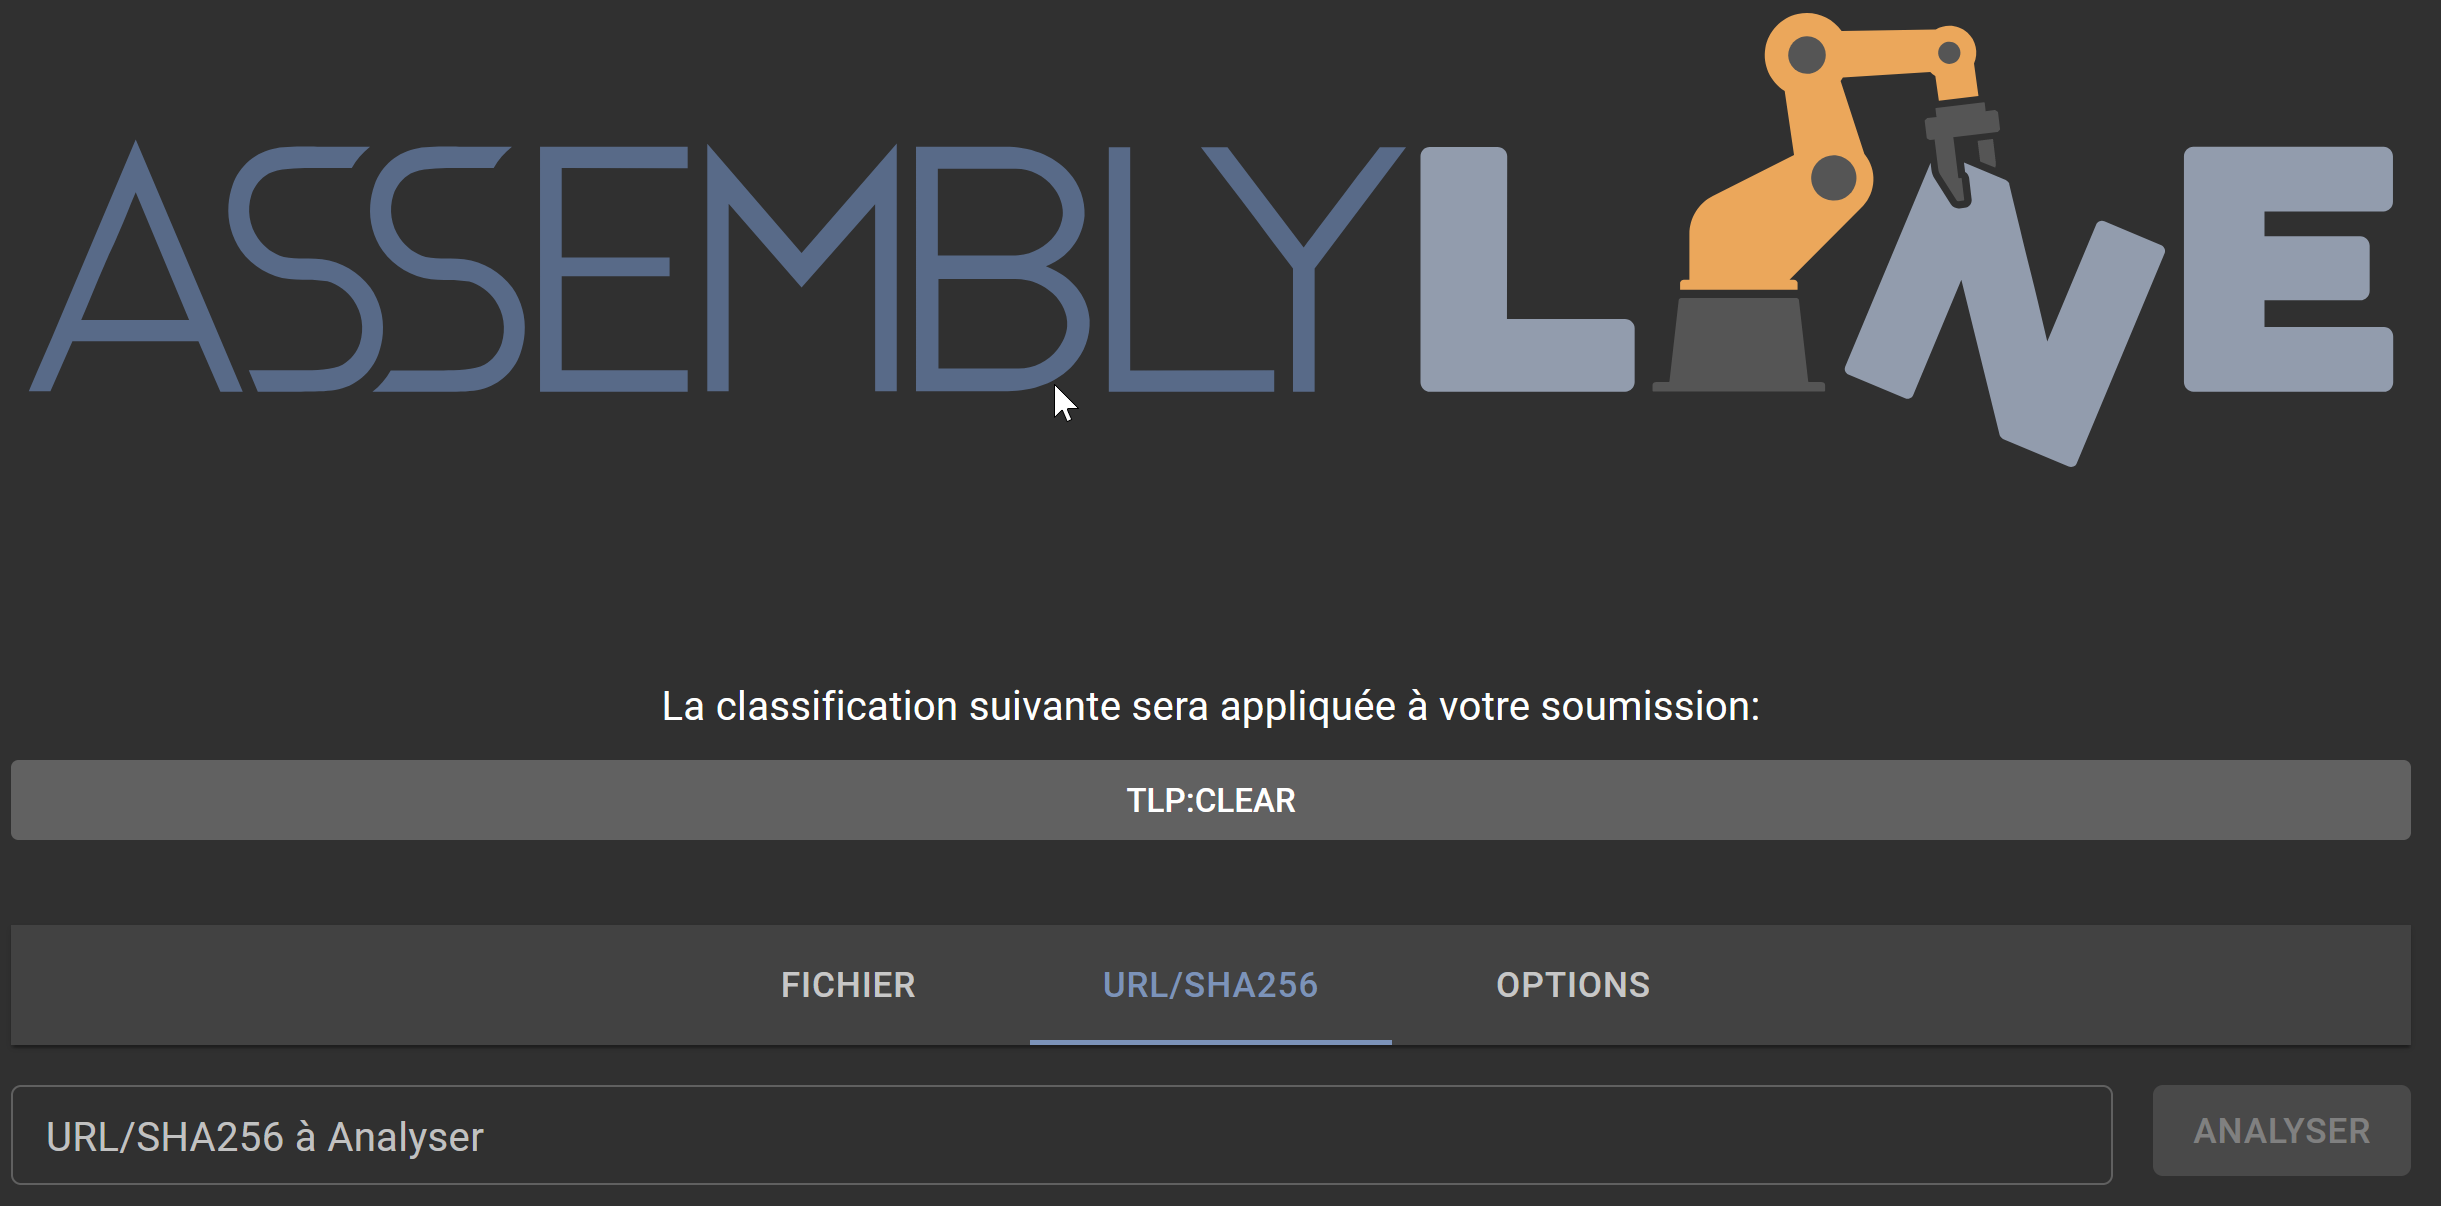 ASSEMBLYLINE
La classification suivante sera appliquée à votre soumission:
TLP:CLEAR
FICHIER URL/SHA256 OPTIONS
URL/SHA256 à Analyser ANALYSER